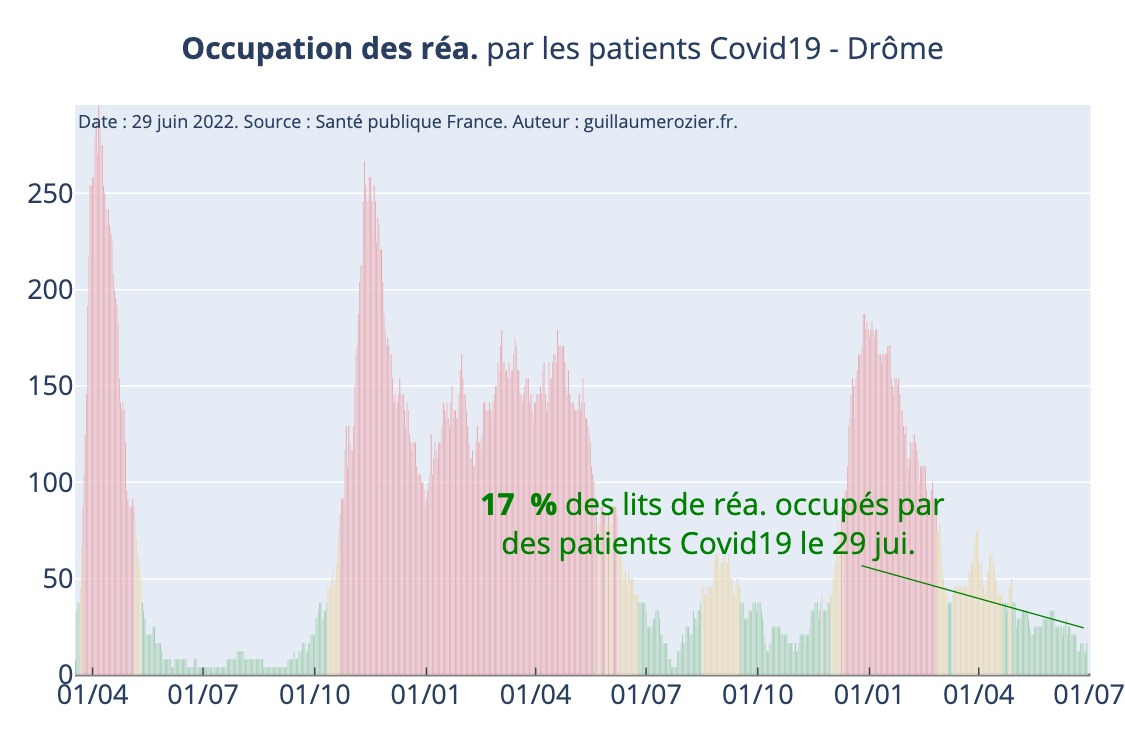 Occupation des réa. par les patients Covid19 - Drôme
Date : 29 juin 2022. Source : Santé publique France. Auteur : guillaumerozier.fr.
250
200
150
100
50
0
17 % des lits de réa. occupés par
des patients Covid19 le 29 jui.
01/04 01/07 01/10 01/01 01/04 01/07 01/10 01/01 01/04 01/07